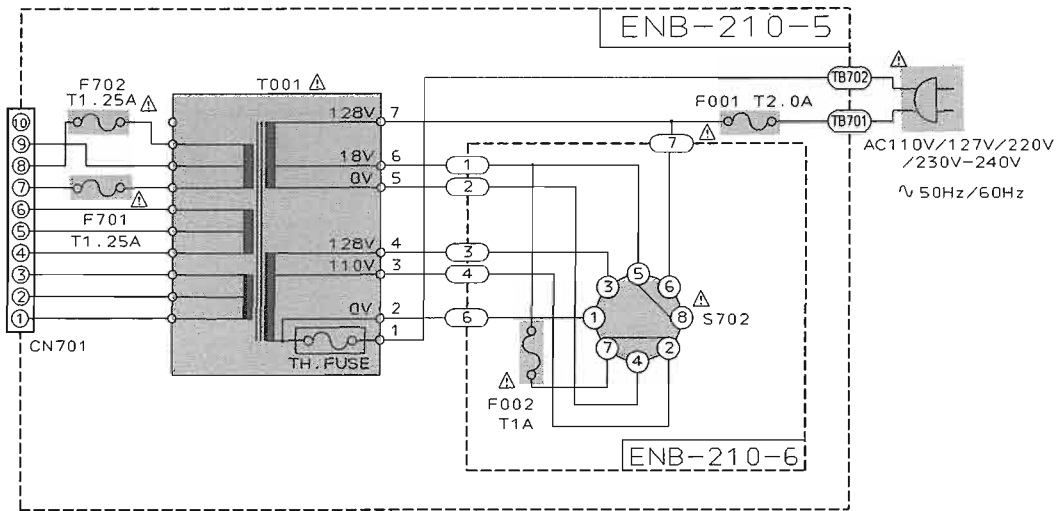 ENB-210-5
F702
T1.25A
T001
TB702
F001 T2.0A
TB701
AC110V/127V/220V
/230V-240V
∿ 50Hz/60Hz
10
9
8
7
6
5
4
3
2
1
CN701
F701
T1.25A
128V 7
18V 6
0V 5
128V 4
110V 3
0V 2
1
TH.FUSE
7
1
2
3
4
6
5
3
6
1
8
7
4
2
S702
F002
T1A
ENB-210-6